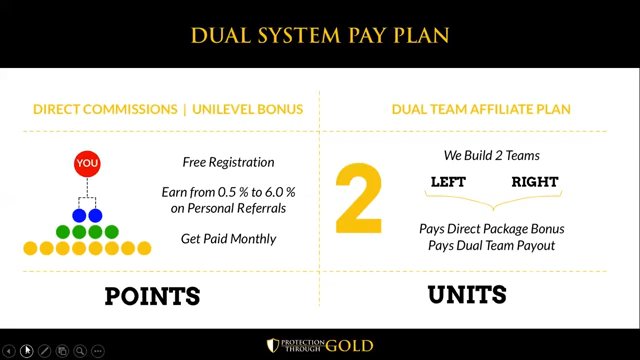 DUAL SYSTEM PAY PLAN
DIRECT COMMISSIONS | UNILEVEL BONUS
YOU
Free Registration
Earn from 0.5 % to 6.0 %
on Personal Referrals
Get Paid Monthly
POINTS
DUAL TEAM AFFILIATE PLAN
2
We Build 2 Teams
LEFT RIGHT
Pays Direct Package Bonus
Pays Dual Team Payout
UNITS
PROTECTION
THROUGH GOLD